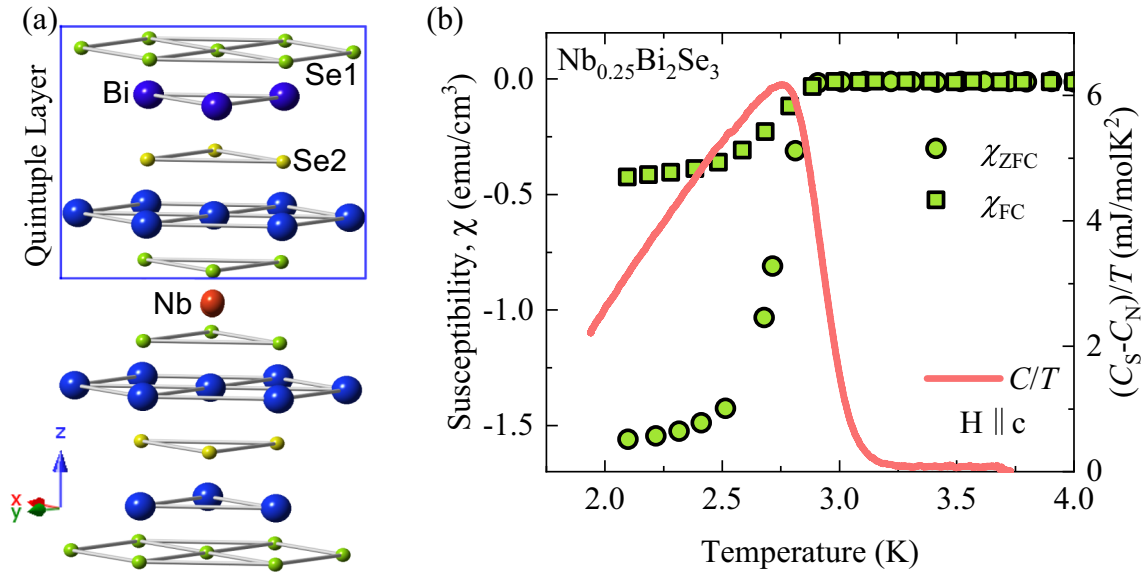 (a)
Quintuple Layer
Se1
Bi
Se2
Nb
z
x
y
(b)
Nb0.25Bi2Se3
χZFC
χFC
C/T
H || c
Susceptibility, χ (emu/cm3)
0.0
-0.5
-1.0
-1.5
(CS-CN)/T (mJ/molK2)
6
4
2
0
2.0 2.5 3.0 3.5 4.0
Temperature (K)